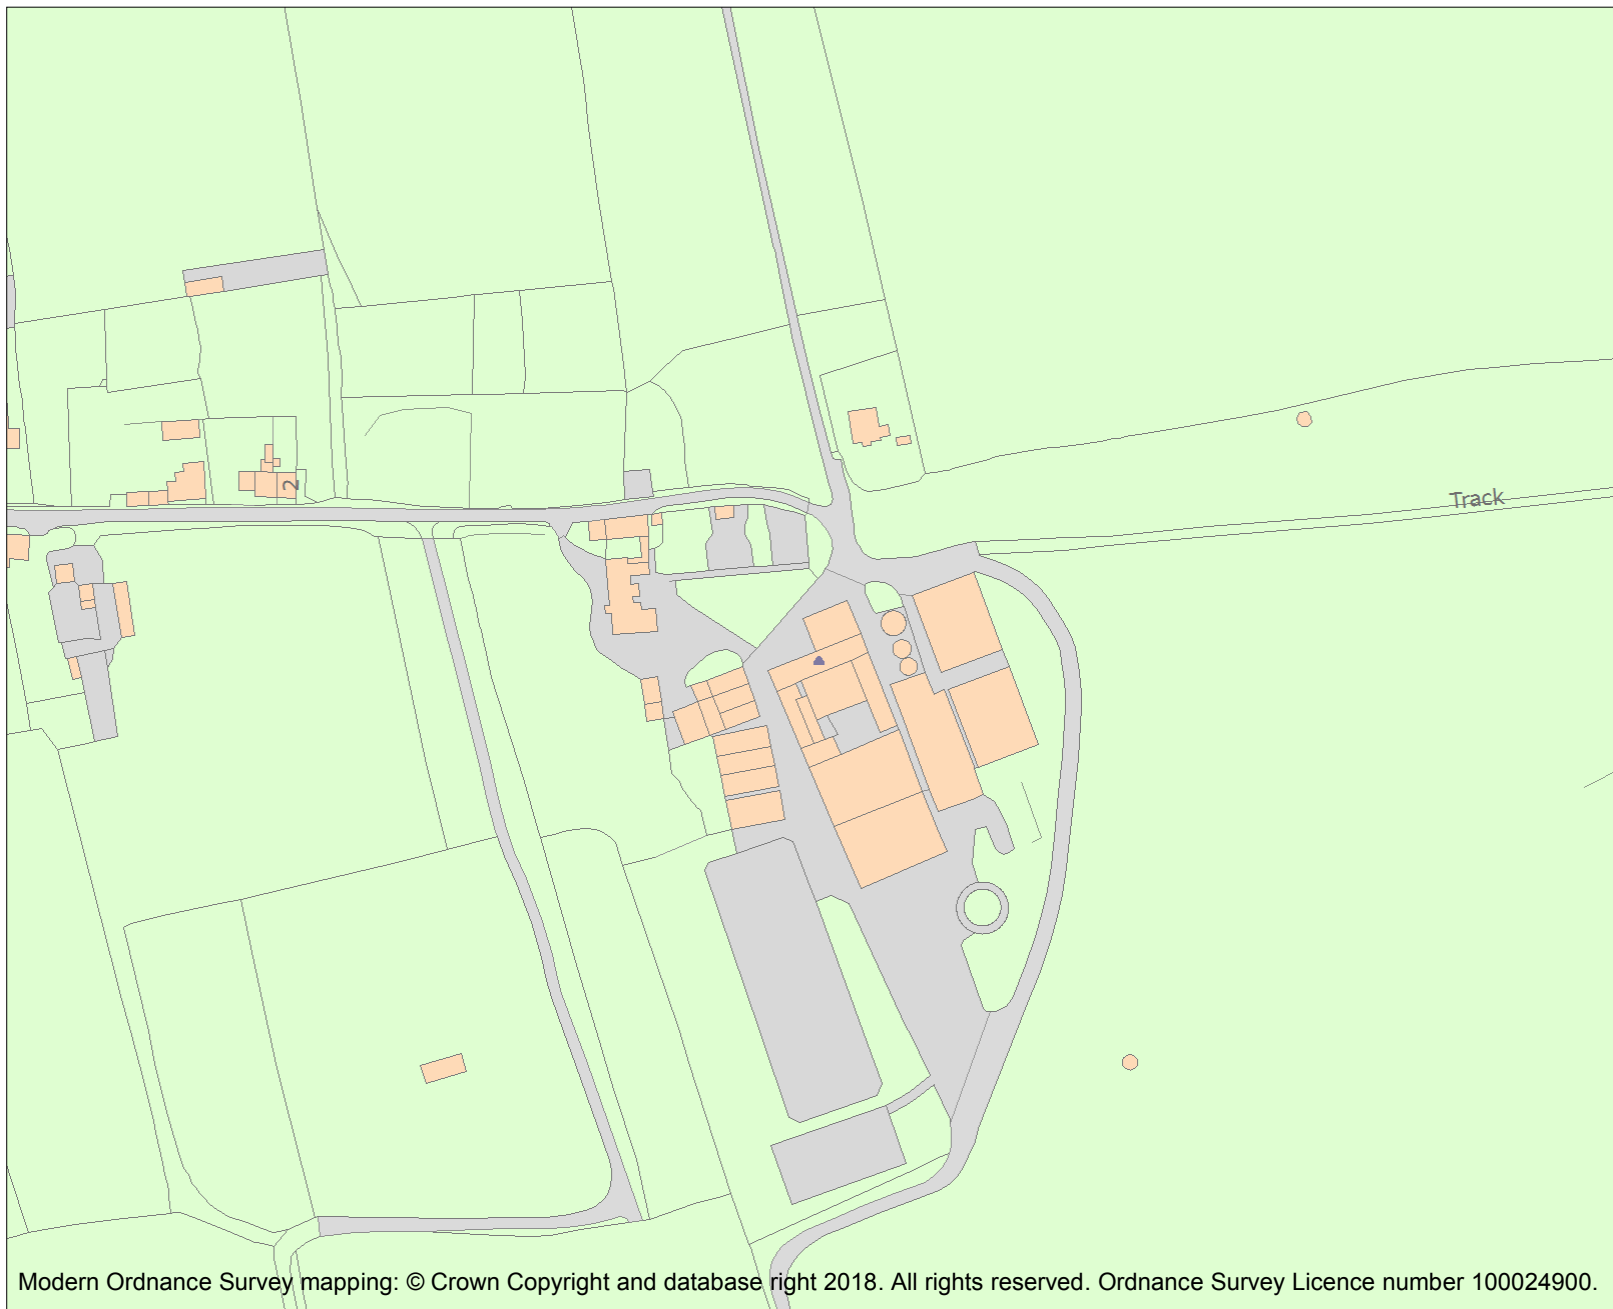 2
Track
Modern Ordnance Survey mapping: © Crown Copyright and database right 2018. All rights reserved. Ordnance Survey Licence number 100024900.